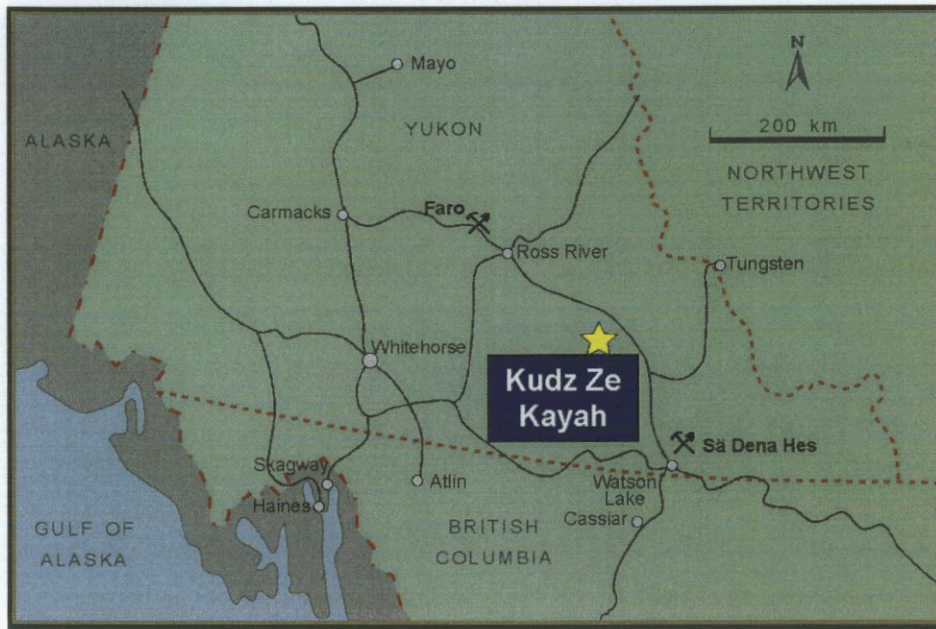 Mayo
N
YUKON
200 km
ALASKA
NORTHWEST
TERRITORIES
Carmacks
Faro
Ross River
Tungsten
Whitehorse
Kudz Ze
Kayah
Sä Dena Hes
Skagway
Atlin
Watson
Lake
Haines
Cassiar
GULF OF
ALASKA
BRITISH
COLUMBIA